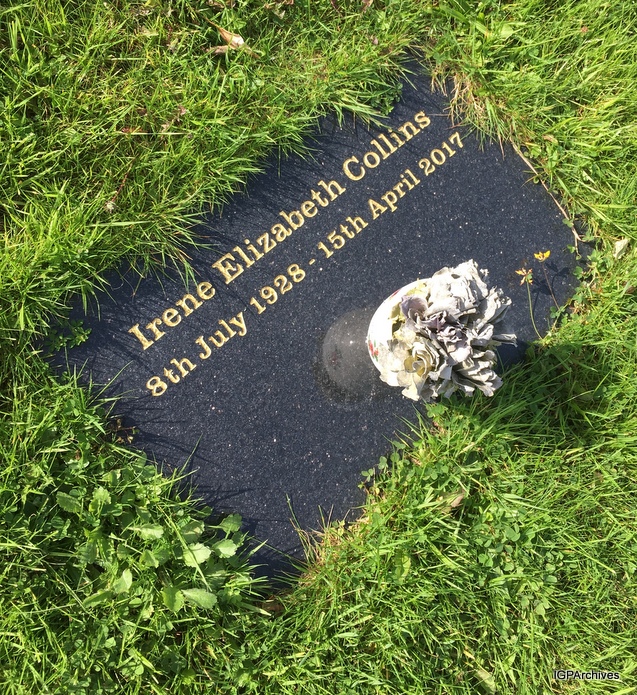 Irene Elizabeth Collins
8th July 1928 - 15th April 2017
IGPArchives